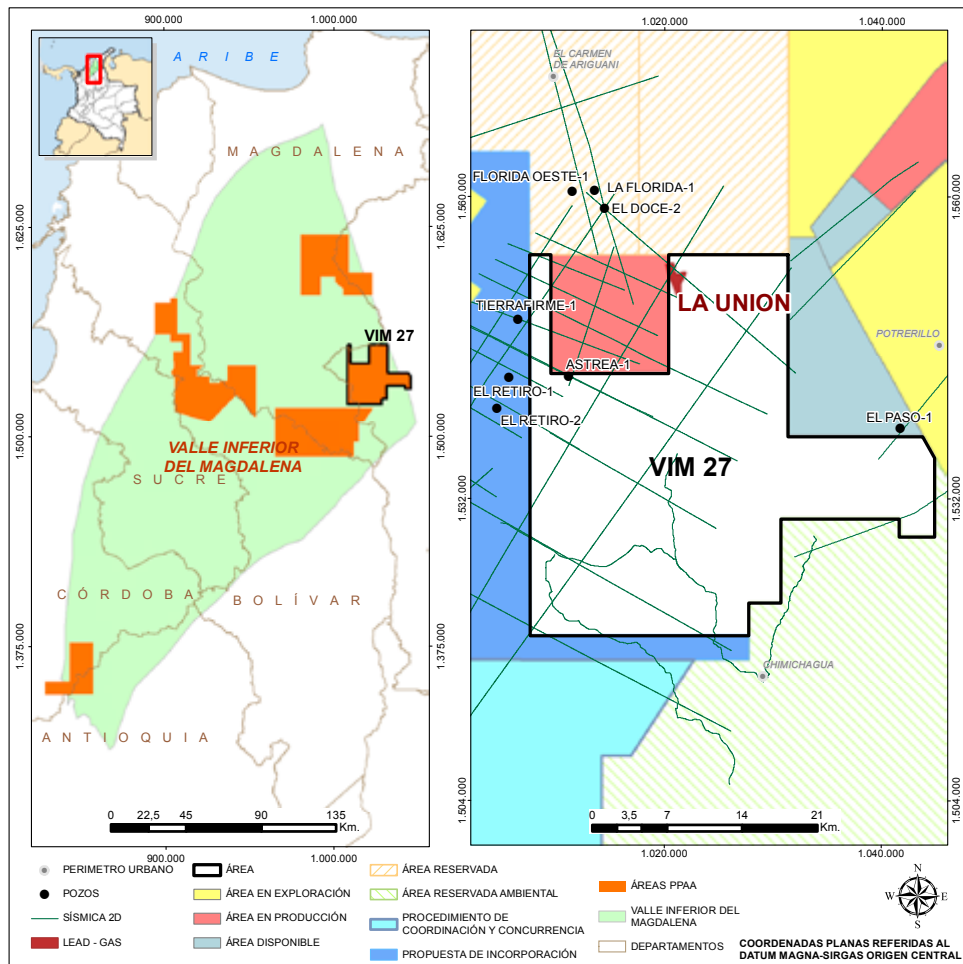 900.000
1.000.000
1.020.000
1.040.000
A R I B E
EL CARMEN
DE ARIGUANI
MAGDALENA
FLORIDA OESTE-1
LA FLORIDA-1
EL DOCE-2
1.625.000
1.625.000
1.560.000
1.560.000
LA UNION
TIERRAFIRME-1
POTRERILLO
VIM 27
ASTREA-1
EL RETIRO-1
EL RETIRO-2
EL PASO-1
VALLE INFERIOR
DEL MAGDALENA
VIM 27
1.500.000
1.500.000
SUCRE
1.532.000
1.532.000
CÓRDOBA
BOLÍVAR
1.375.000
1.375.000
CHIMICHAGUA
ANTIOQUIA
1.504.000
1.504.000
0 22,5 45 90 135
Km.
0 3,5 7 14 21
Km.
900.000
1.000.000
1.020.000
1.040.000
PERIMETRO URBANO
POZOS
SÍSMICA 2D
LEAD - GAS
ÁREA
ÁREA EN EXPLORACIÓN
ÁREA EN PRODUCCIÓN
ÁREA DISPONIBLE
ÁREA RESERVADA
ÁREA RESERVADA AMBIENTAL
PROCEDIMIENTO DE
COORDINACIÓN Y CONCURRENCIA
PROPUESTA DE INCORPORACIÓN
ÁREAS PPAA
VALLE INFERIOR DEL
MAGDALENA
DEPARTAMENTOS
N
W E
S
COORDENADAS PLANAS REFERIDAS AL
DATUM MAGNA-SIRGAS ORIGEN CENTRAL